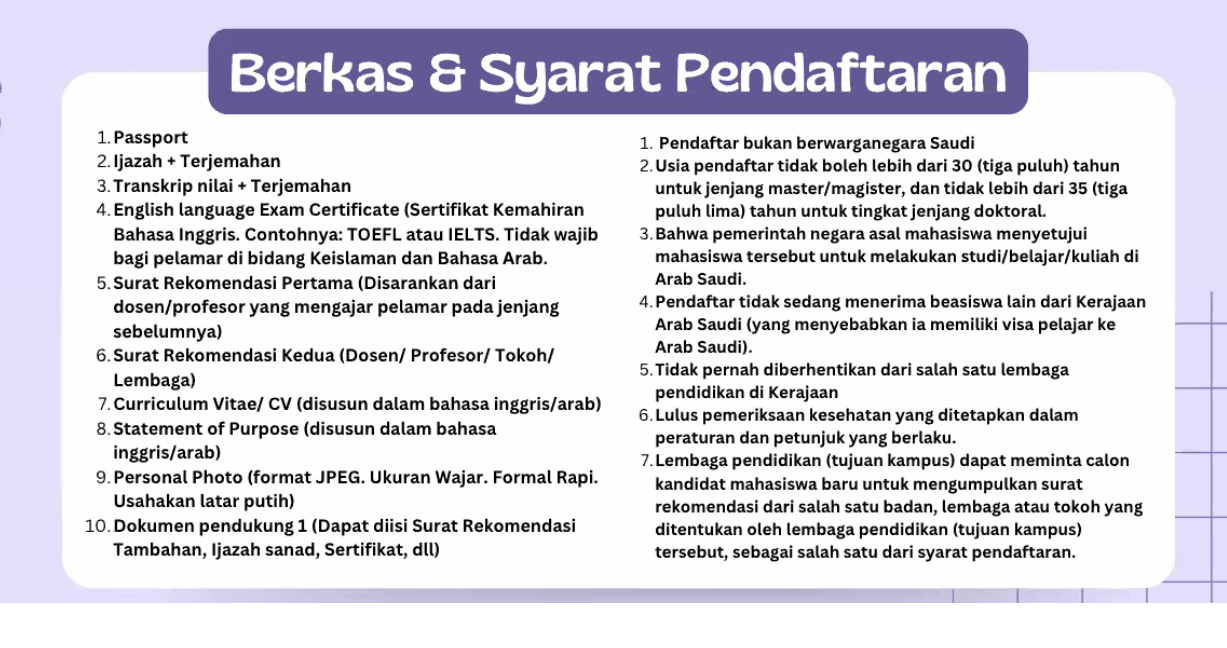 Berkas & Syarat Pendaftaran
1. Passport
2. Ijazah + Terjemahan
3. Transkrip nilai + Terjemahan
4. English language Exam Certificate (Sertifikat Kemahiran
Bahasa Inggris. Contohnya: TOEFL atau IELTS. Tidak wajib
bagi pelamar di bidang Keislaman dan Bahasa Arab.
5. Surat Rekomendasi Pertama (Disarankan dari
dosen/profesor yang mengajar pelamar pada jenjang
sebelumnya)
6. Surat Rekomendasi Kedua (Dosen/ Profesor/ Tokoh/
Lembaga)
7. Curriculum Vitae/ CV (disusun dalam bahasa inggris/arab)
8. Statement of Purpose (disusun dalam bahasa
inggris/arab)
9. Personal Photo (format JPEG. Ukuran Wajar. Formal Rapi.
Usahakan latar putih)
10. Dokumen pendukung 1 (Dapat diisi Surat Rekomendasi
Tambahan, Ijazah sanad, Sertifikat, dll)
1. Pendaftar bukan berwarganegara Saudi
2. Usia pendaftar tidak boleh lebih dari 30 (tiga puluh) tahun
untuk jenjang master/magister, dan tidak lebih dari 35 (tiga
puluh lima) tahun untuk tingkat jenjang doktoral.
3. Bahwa pemerintah negara asal mahasiswa menyetujui
mahasiswa tersebut untuk melakukan studi/belajar/kuliah di
Arab Saudi.
4. Pendaftar tidak sedang menerima beasiswa lain dari Kerajaan
Arab Saudi (yang menyebabkan ia memiliki visa pelajar ke
Arab Saudi).
5. Tidak pernah diberhentikan dari salah satu lembaga
pendidikan di Kerajaan
6. Lulus pemeriksaan kesehatan yang ditetapkan dalam
peraturan dan petunjuk yang berlaku.
7. Lembaga pendidikan (tujuan kampus) dapat meminta calon
kandidat mahasiswa baru untuk mengumpulkan surat
rekomendasi dari salah satu badan, lembaga atau tokoh yang
ditentukan oleh lembaga pendidikan (tujuan kampus)
tersebut, sebagai salah satu dari syarat pendaftaran.